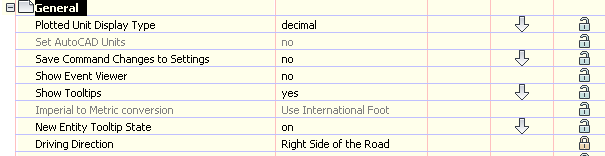 General
Plotted Unit Display Type decimal
Set AutoCAD Units no
Save Command Changes to Settings no
Show Event Viewer no
Show Tooltips yes
Imperial to Metric conversion Use International Foot
New Entity Tooltip State on
Driving Direction Right Side of the Road